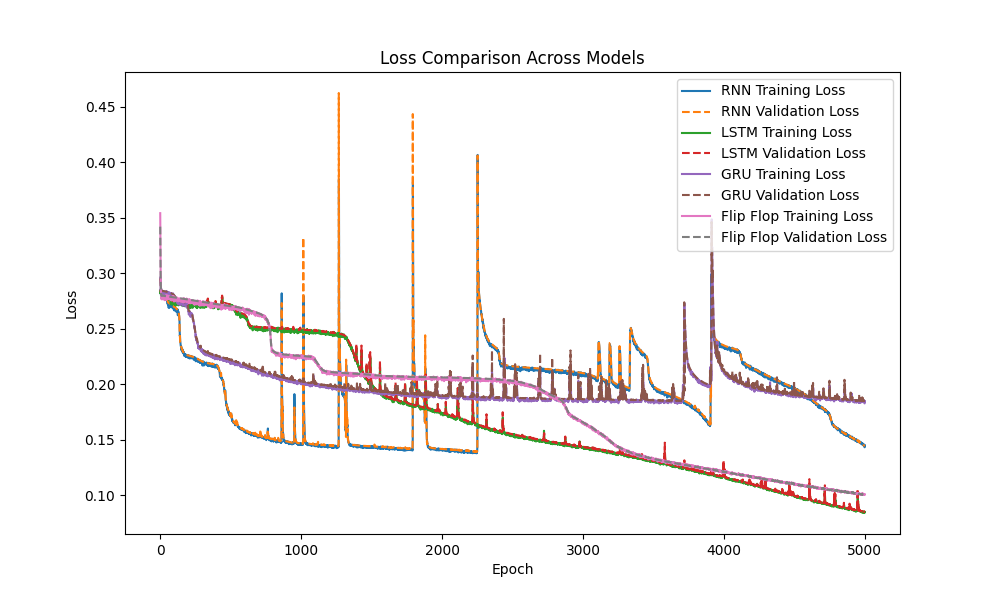 Loss Comparison Across Models
RNN Training Loss
RNN Validation Loss
LSTM Training Loss
LSTM Validation Loss
GRU Training Loss
GRU Validation Loss
Flip Flop Training Loss
Flip Flop Validation Loss
Loss
0.45
0.40
0.35
0.30
0.25
0.20
0.15
0.10
0 1000 2000 3000 4000 5000
Epoch